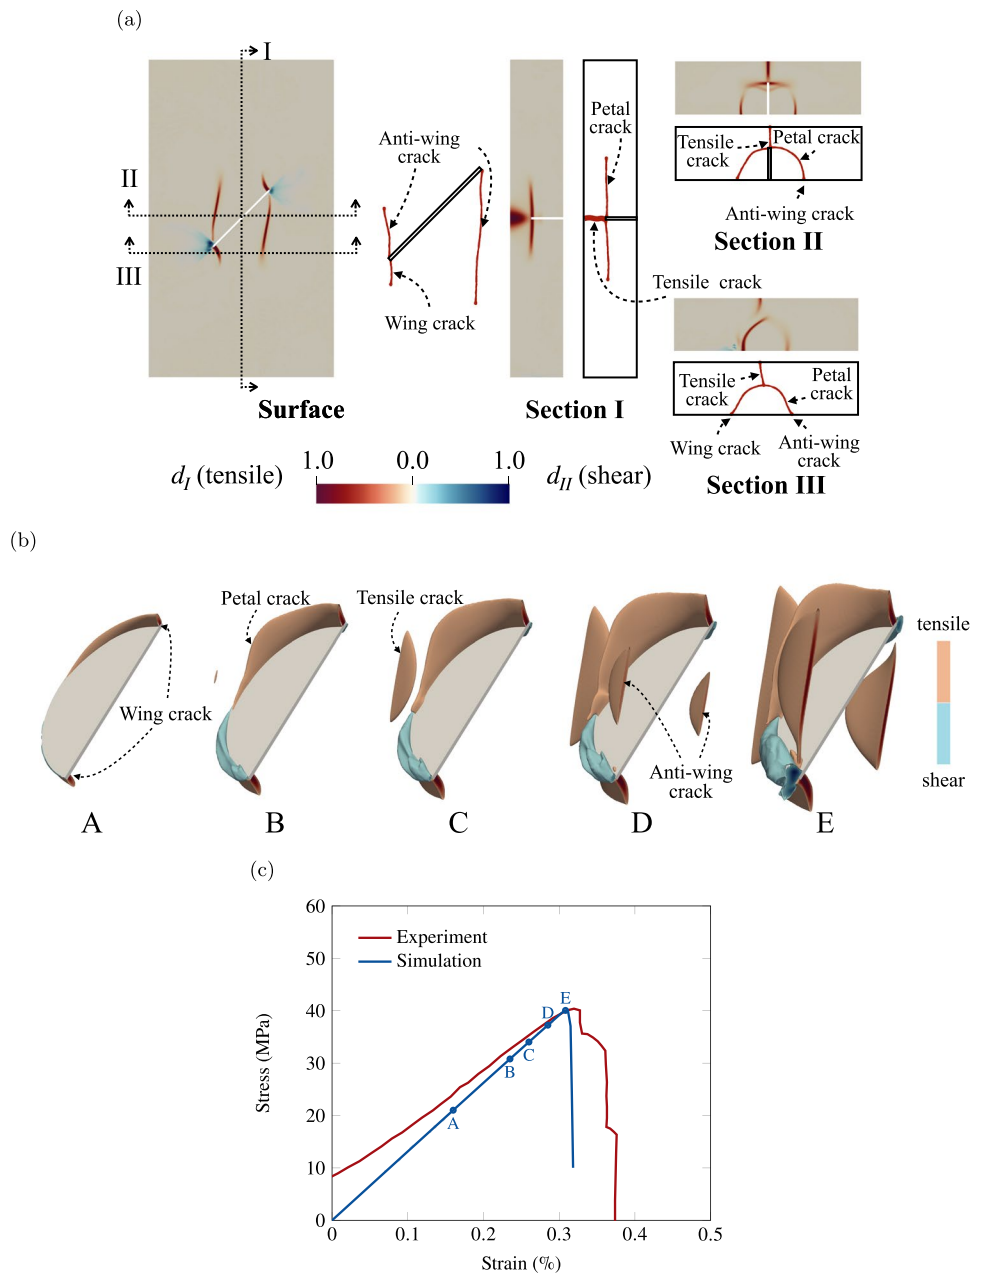 (a)
I
II
III
Surface
Anti-wing
crack
Wing crack
Petal
crack
Tensile crack
Section I
Tensile
crack
Petal crack
Anti-wing crack
Section II
Tensile
crack
Petal
crack
Wing crack
Anti-wing
crack
Section III
d_I (tensile)
1.0
0.0
1.0
d_II (shear)
(b)
Petal crack
Tensile crack
Wing crack
Anti-wing
crack
tensile
shear
A
B
C
D
E
(c)
60
50
40
30
20
10
0
Stress (MPa)
Experiment
Simulation
A
B
C
D
E
0
0.1
0.2
0.3
0.4
0.5
Strain (%)